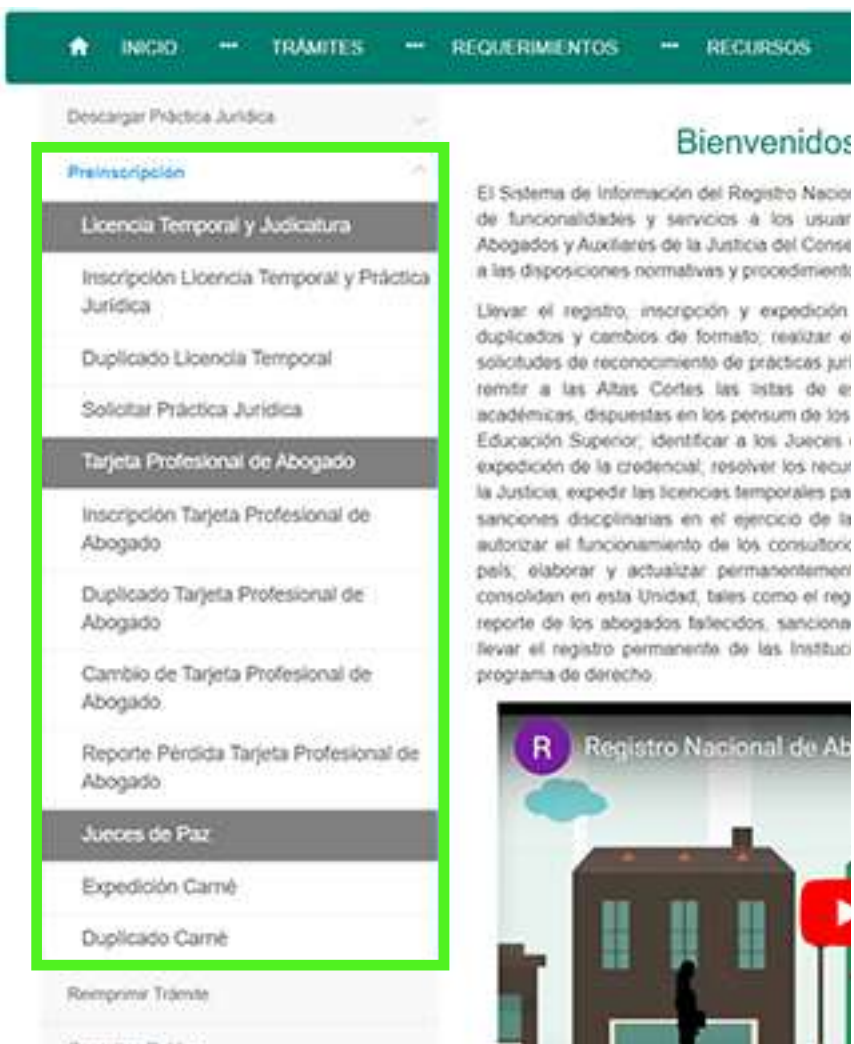 INICIO ··· TRÁMITES ··· REQUERIMIENTOS ··· RECURSOS
Descargar Práctica Jurídica
Preinscripción
Licencia Temporal y Judicatura
Inscripción Licencia Temporal y Práctica
Jurídica
Duplicado Licencia Temporal
Solicitar Práctica Jurídica
Tarjeta Profesional de Abogado
Inscripción Tarjeta Profesional de
Abogado
Duplicado Tarjeta Profesional de
Abogado
Cambio de Tarjeta Profesional de
Abogado
Reporte Pérdida Tarjeta Profesional de
Abogado
Jueces de Paz
Expedición Carné
Duplicado Carné
Reimprimir Trámite
Bienvenidos
El Sistema de Información del Registro Nacion
de funcionalidades y servicios a los usuar
Abogados y Auxiliares de la Justicia del Conse
a las disposiciones normativas y procedimiento
Llevar el registro, inscripción y expedición
duplicados y cambios de formato; realizar el
solicitudes de reconocimiento de prácticas jurí
remitir a las Altas Cortes las listas de es
académicas, dispuestas en los pensum de los
Educación Superior; identificar a los Jueces
expedición de la credencial; resolver los recur
la Justicia, expedir las licencias temporales pa
sanciones disciplinarias en el ejercicio de la
autorizar el funcionamiento de los consultorio
país; elaborar y actualizar permanentement
consolidan en esta Unidad, tales como el regi
reporte de los abogados fallecidos, sanciona
llevar el registro permanente de las Instituci
programa de derecho.
R Registro Nacional de Ab